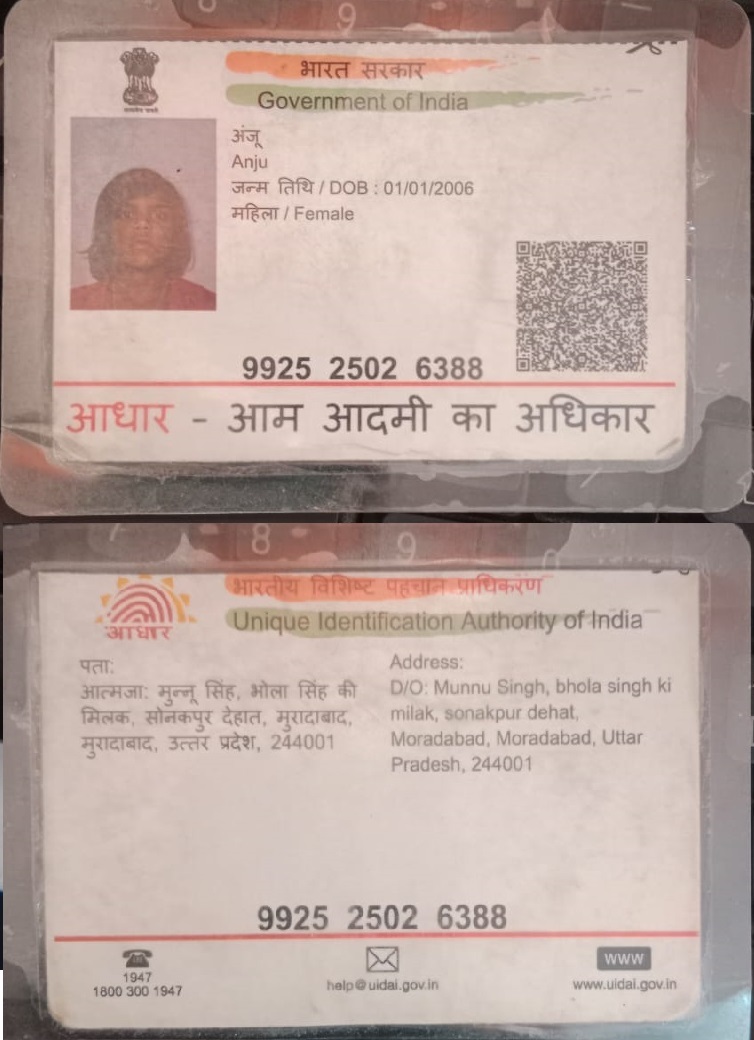 भारत सरकार
Government of India
अंजू
Anju
जन्म तिथि / DOB : 01/01/2006
महिला / Female
9925 2502 6388
आधार - आम आदमी का अधिकार
8
9
भारतीय विशिष्ट पहचान प्राधिकरण
Unique Identification Authority of India
आधार
पता:
आत्मजा: मुन्नू सिंह, भोला सिंह की
मिलक, सोनकपुर देहात, मुरादाबाद,
मुरादाबाद, उत्तर प्रदेश, 244001
Address:
D/O: Munnu Singh, bhola singh ki
milak, sonakpur dehat,
Moradabad, Moradabad, Uttar
Pradesh, 244001
9925 2502 6388
1947
1800 300 1947
help@uidai.gov.in
www
www.uidai.gov.in